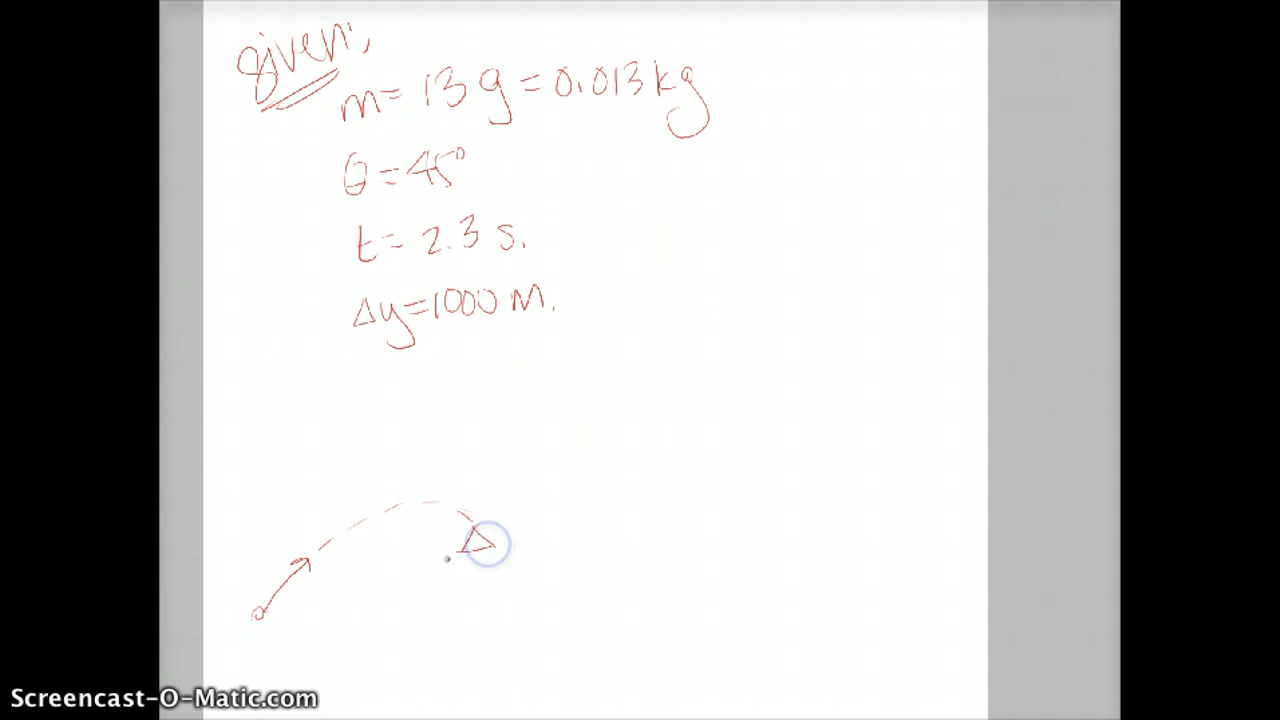 given:,
m= 13 g = 0.013 kg
θ = 45°
t= 2.3 s.
Δy=1000 m.
Screencast-O-Matic.com